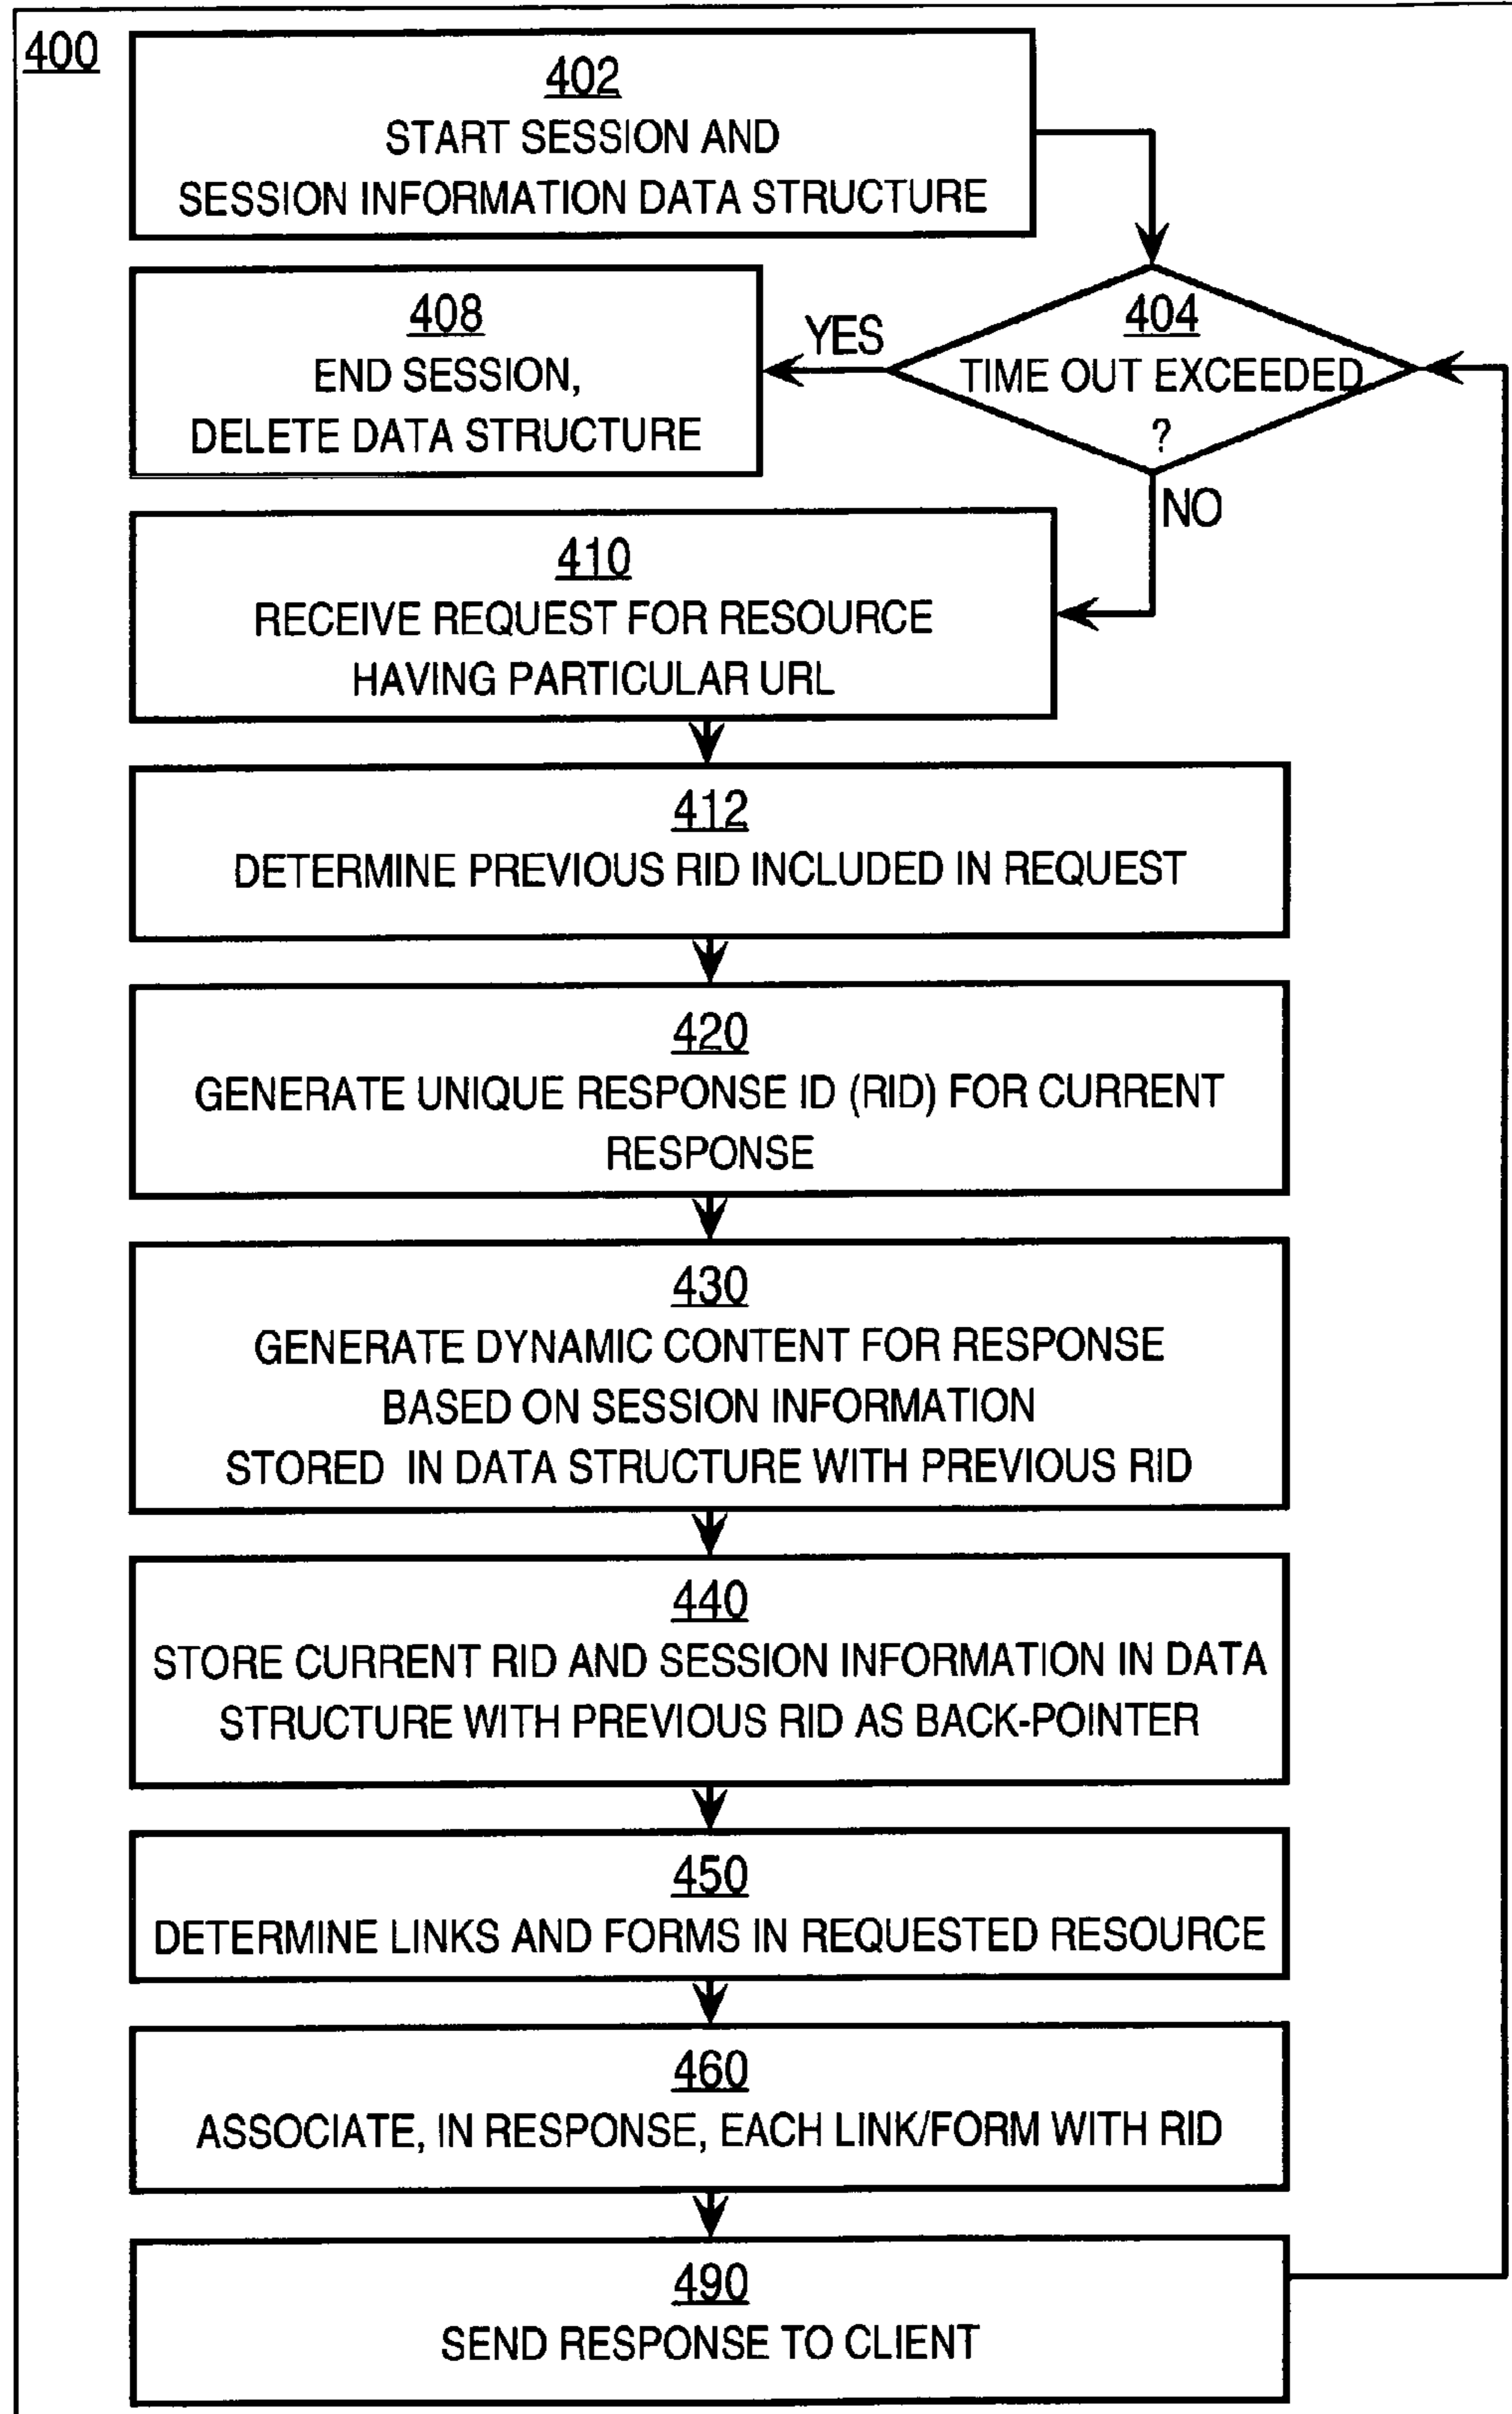 400
402
START SESSION AND
SESSION INFORMATION DATA STRUCTURE
404
TIME OUT EXCEEDED
?
YES
408
END SESSION,
DELETE DATA STRUCTURE
NO
410
RECEIVE REQUEST FOR RESOURCE
HAVING PARTICULAR URL
412
DETERMINE PREVIOUS RID INCLUDED IN REQUEST
420
GENERATE UNIQUE RESPONSE ID (RID) FOR CURRENT
RESPONSE
430
GENERATE DYNAMIC CONTENT FOR RESPONSE
BASED ON SESSION INFORMATION
STORED IN DATA STRUCTURE WITH PREVIOUS RID
440
STORE CURRENT RID AND SESSION INFORMATION IN DATA
STRUCTURE WITH PREVIOUS RID AS BACK-POINTER
450
DETERMINE LINKS AND FORMS IN REQUESTED RESOURCE
460
ASSOCIATE, IN RESPONSE, EACH LINK/FORM WITH RID
490
SEND RESPONSE TO CLIENT